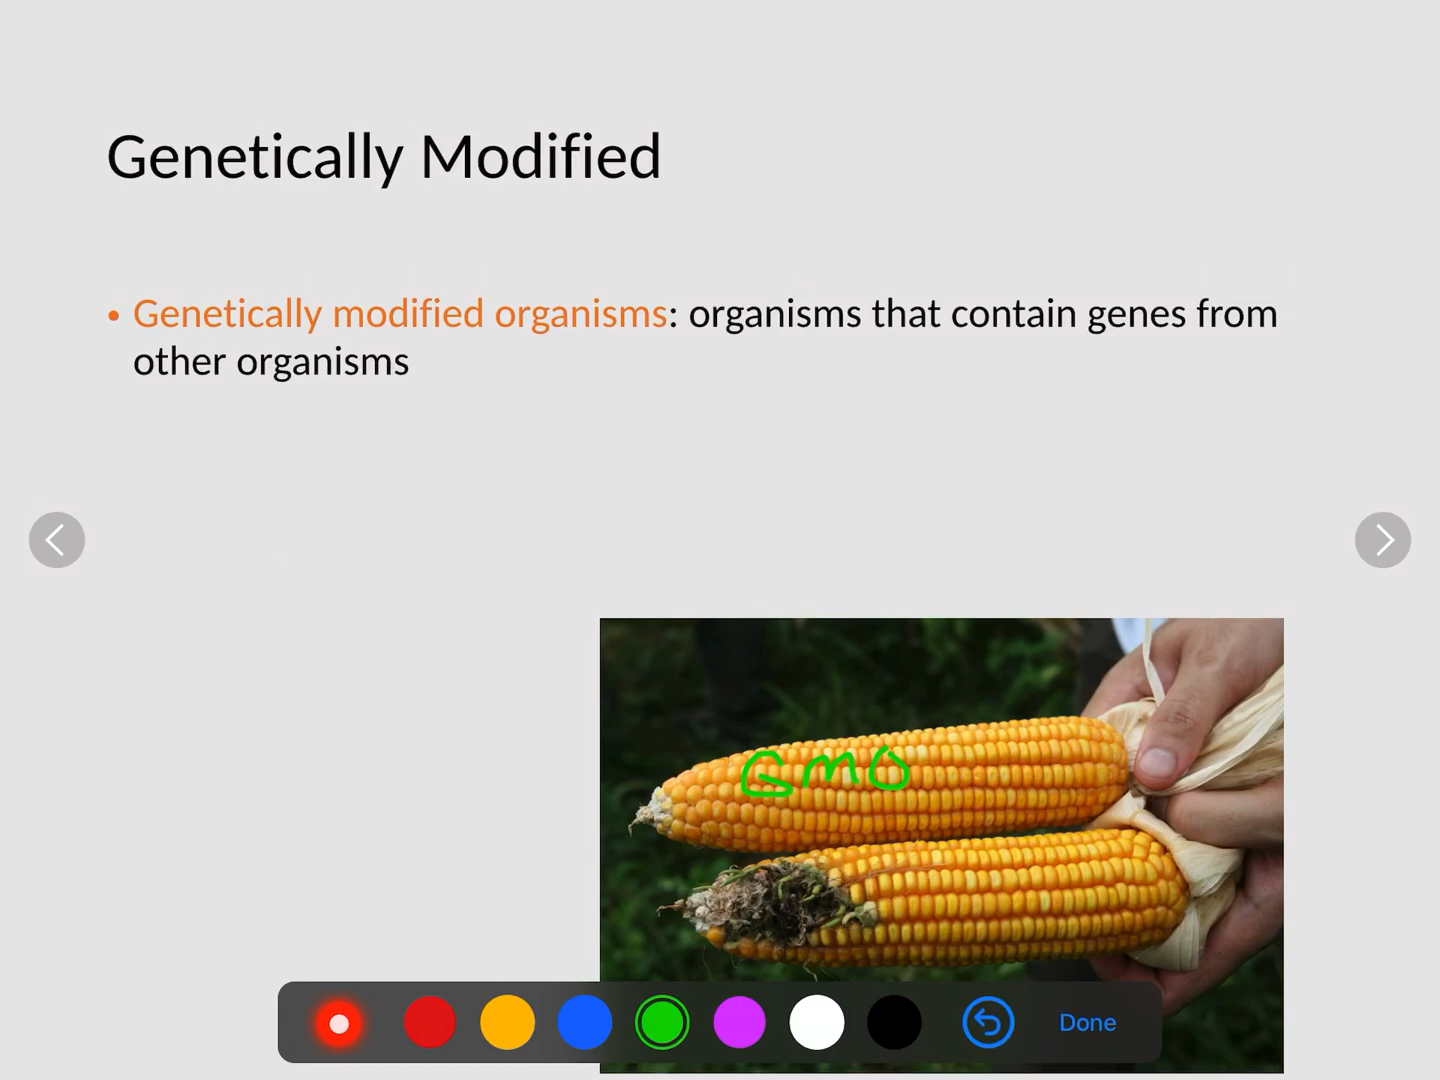 Genetically Modified
• Genetically modified organisms: organisms that contain genes from
other organisms
GMO
Done